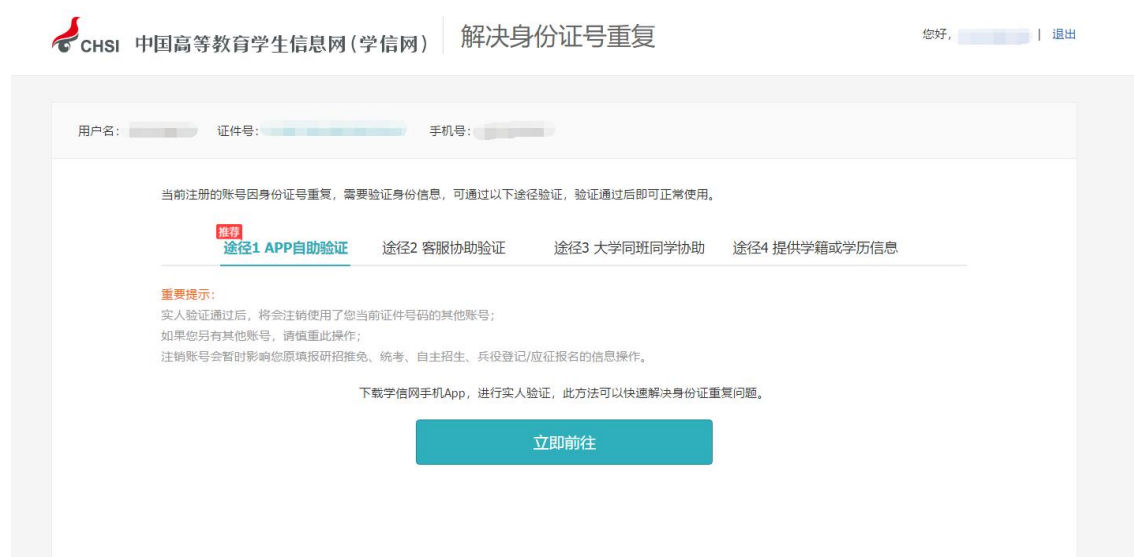 CHSI 中国高等教育学生信息网(学信网) 解决身份证号重复 您好, | 退出
用户名: 证件号: 手机号:
当前注册的账号因身份证号重复，需要验证身份信息，可通过以下途径验证，验证通过后即可正常使用。
推荐
途径1 APP自助验证 途径2 客服协助验证 途径3 大学同班同学协助 途径4 提供学籍或学历信息
重要提示：
实人验证通过后，将会注销使用了您当前证件号码的其他账号；
如果您另有其他账号，请慎重此操作；
注销账号会暂时影响您原填报研招推免、统考、自主招生、兵役登记/应征报名的信息操作。
下载学信网手机App，进行实人验证，此方法可以快速解决身份证重复问题。
立即前往